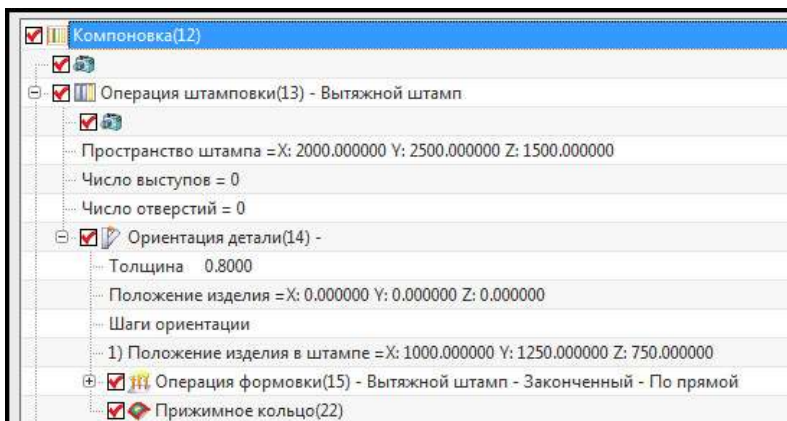 Компоновка(12)
Операция штамповки(13) - Вытяжной штамп
Пространство штампа =X: 2000.000000 Y: 2500.000000 Z: 1500.000000
Число выступов = 0
Число отверстий = 0
Ориентация детали(14) -
Толщина 0.8000
Положение изделия =X: 0.000000 Y: 0.000000 Z: 0.000000
Шаги ориентации
1) Положение изделия в штампе =X: 1000.000000 Y: 1250.000000 Z: 750.000000
Операция формовки(15) - Вытяжной штамп - Законченный - По прямой
Прижимное кольцо(22)